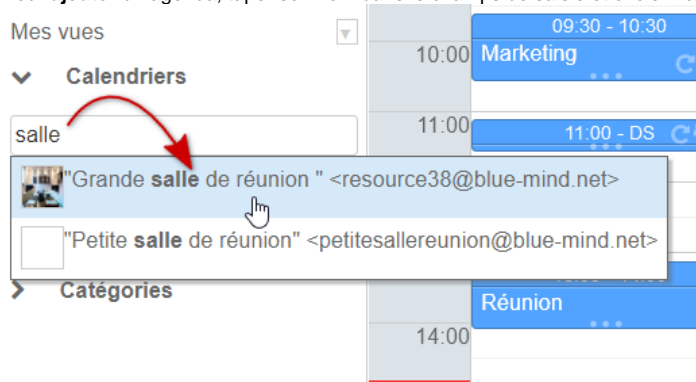 Mes vues
Calendriers
salle
"Grande salle de réunion " <resource38@blue-mind.net>
"Petite salle de réunion" <petitesallereunion@blue-mind.net>
Catégories
09:30 - 10:30
10:00 Marketing
11:00 11:00 - DS
Réunion
14:00